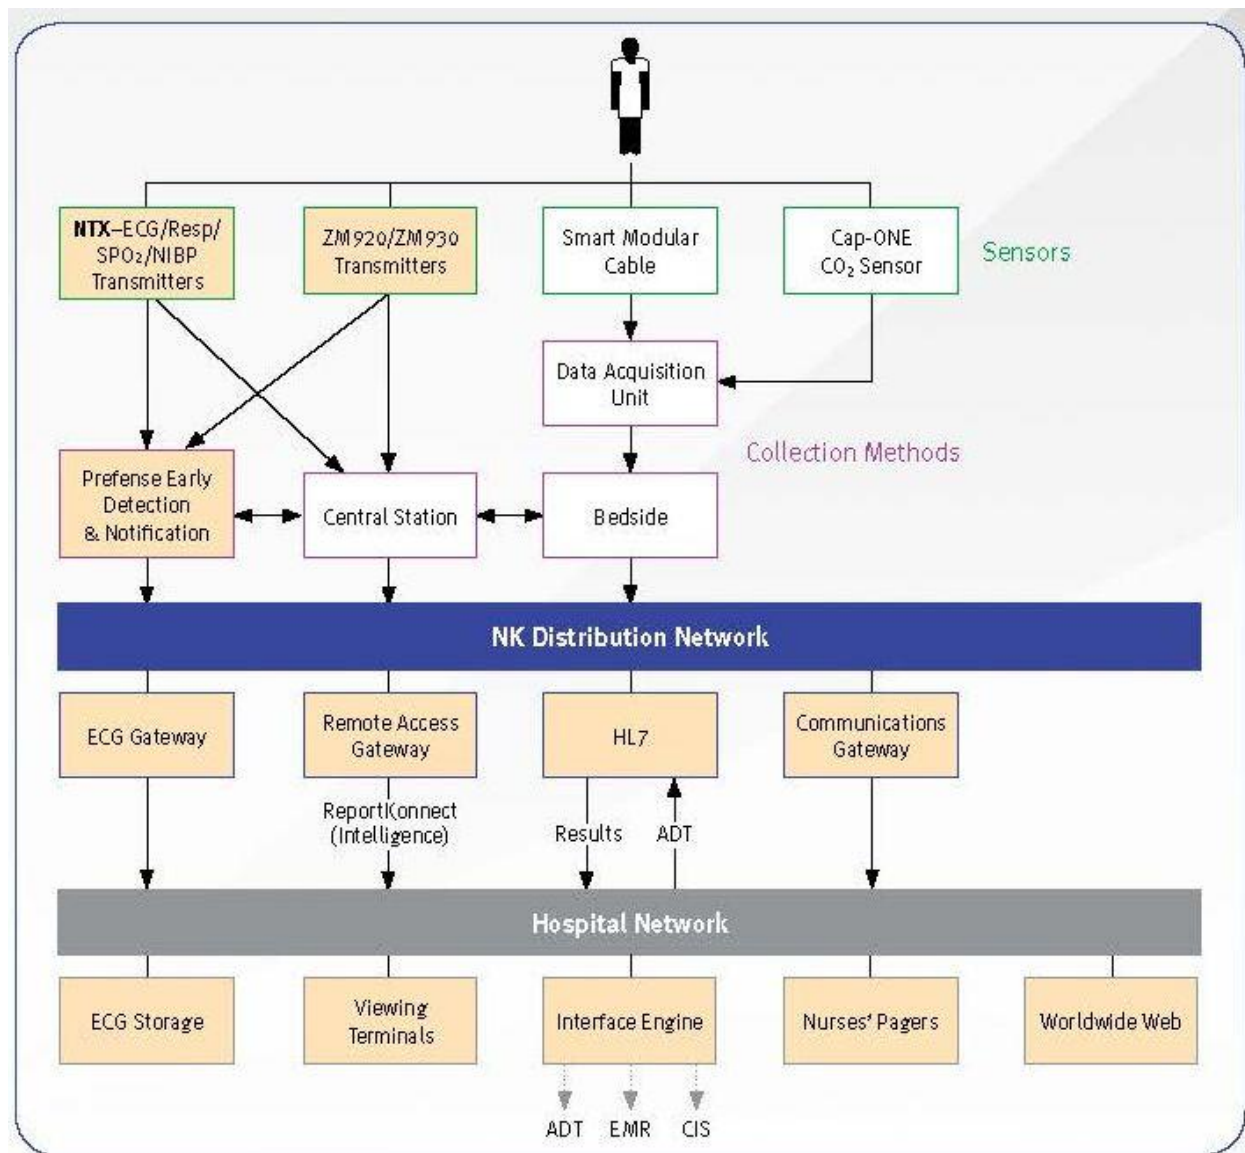 NTX–ECG/Resp/
SPO₂/NIBP
Transmitters
ZM920/ZM930
Transmitters
Smart Modular
Cable
Cap-ONE
CO₂ Sensor
Sensors
Data Acquisition
Unit
Collection Methods
Prefense Early
Detection
& Notification
Central Station
Bedside
NK Distribution Network
ECG Gateway
Remote Access
Gateway
HL7
Communications
Gateway
ReportKonnect
(Intelligence)
Results
ADT
Hospital Network
ECG Storage
Viewing
Terminals
Interface Engine
Nurses' Pagers
Worldwide Web
ADT
EMR
CIS